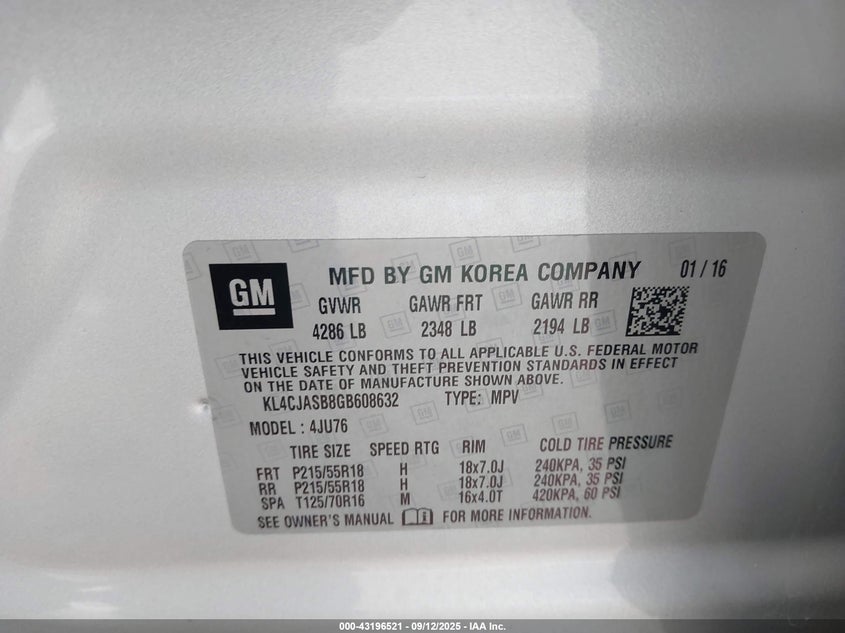 GM
MFD BY GM KOREA COMPANY 01 / 16
GVWR GAWR FRT GAWR RR
4286 LB 2348 LB 2194 LB
THIS VEHICLE CONFORMS TO ALL APPLICABLE U.S. FEDERAL MOTOR
VEHICLE SAFETY AND THEFT PREVENTION STANDARDS IN EFFECT
ON THE DATE OF MANUFACTURE SHOWN ABOVE.
KL4CJASB8GB608632 TYPE: MPV
MODEL : 4JU76
TIRE SIZE SPEED RTG RIM COLD TIRE PRESSURE
FRT P215/55R18 H 18x7.0J 240KPA, 35 PSI
RR P215/55R18 H 18x7.0J 240KPA, 35 PSI
SPA T125/70R16 M 16x4.0T 420KPA, 60 PSI
SEE OWNER'S MANUAL FOR MORE INFORMATION.
000-43196521 - 09/12/2025 - IAA Inc.